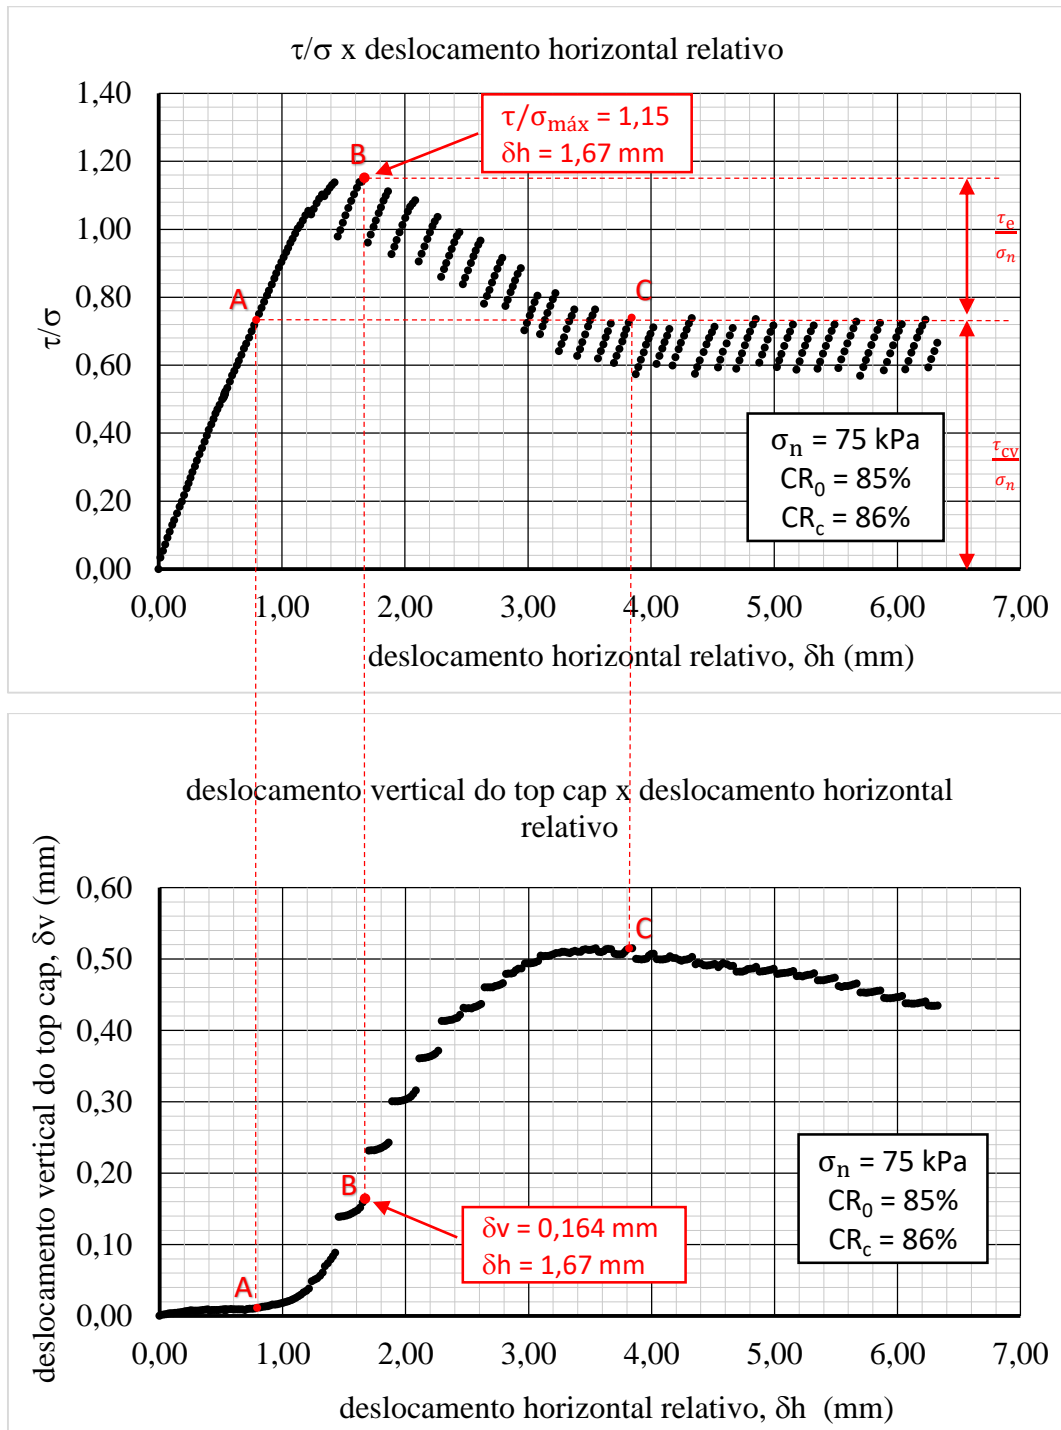 τ/σ x deslocamento horizontal relativo
τ/σ
1,40
1,20
1,00
0,80
0,60
0,40
0,20
0,00
τ/σmáx = 1,15
δh = 1,67 mm
B
A
C
τe/σn
τcv/σn
σn = 75 kPa
CR0 = 85%
CRc = 86%
0,00 1,00 2,00 3,00 4,00 5,00 6,00 7,00
deslocamento horizontal relativo, δh (mm)
deslocamento vertical do top cap x deslocamento horizontal
relativo
deslocamento vertical do top cap, δv (mm)
0,60
0,50
0,40
0,30
0,20
0,10
0,00
C
B
A
δv = 0,164 mm
δh = 1,67 mm
σn = 75 kPa
CR0 = 85%
CRc = 86%
0,00 1,00 2,00 3,00 4,00 5,00 6,00 7,00
deslocamento horizontal relativo, δh (mm)